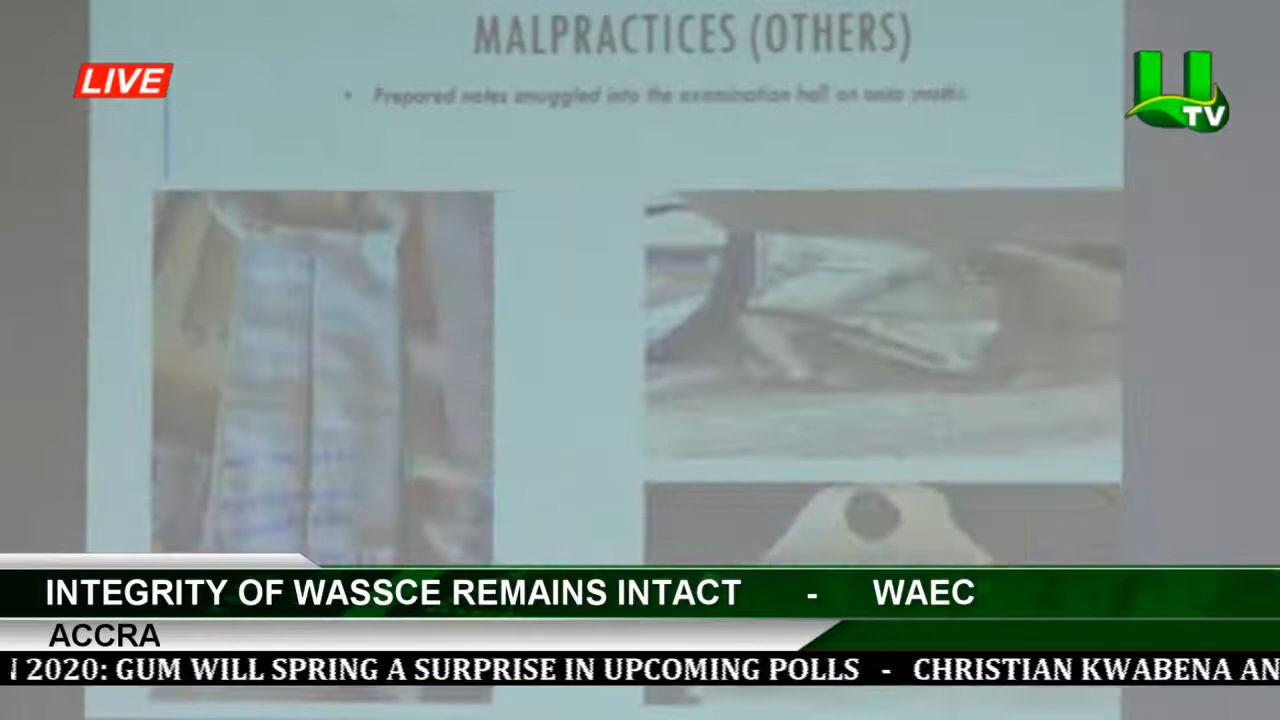 MALPRACTICES (OTHERS)
• Prepared notes smuggled into the examination hall on
LIVE
U
TV
INTEGRITY OF WASSCE REMAINS INTACT - WAEC
ACCRA
2020: GUM WILL SPRING A SURPRISE IN UPCOMING POLLS - CHRISTIAN KWABENA AN